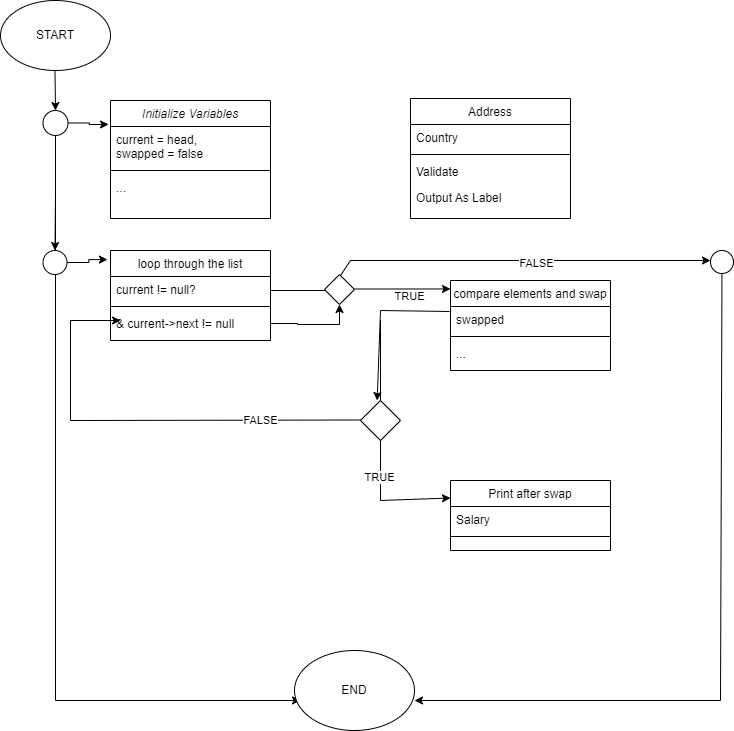 START
Initialize Variables
current = head,
swapped = false
...
Address
Country
Validate
Output As Label
loop through the list
current != null?
& current->next != null
FALSE
TRUE
compare elements and swap
swapped
...
FALSE
TRUE
Print after swap
Salary
END